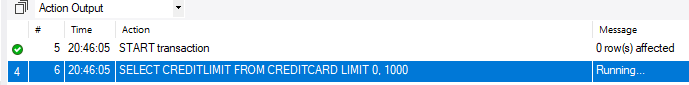 Action Output
# Time Action Message
5 20:46:05 START transaction 0 row(s) affected
4 6 20:46:05 SELECT CREDITLIMIT FROM CREDITCARD LIMIT 0, 1000 Running...